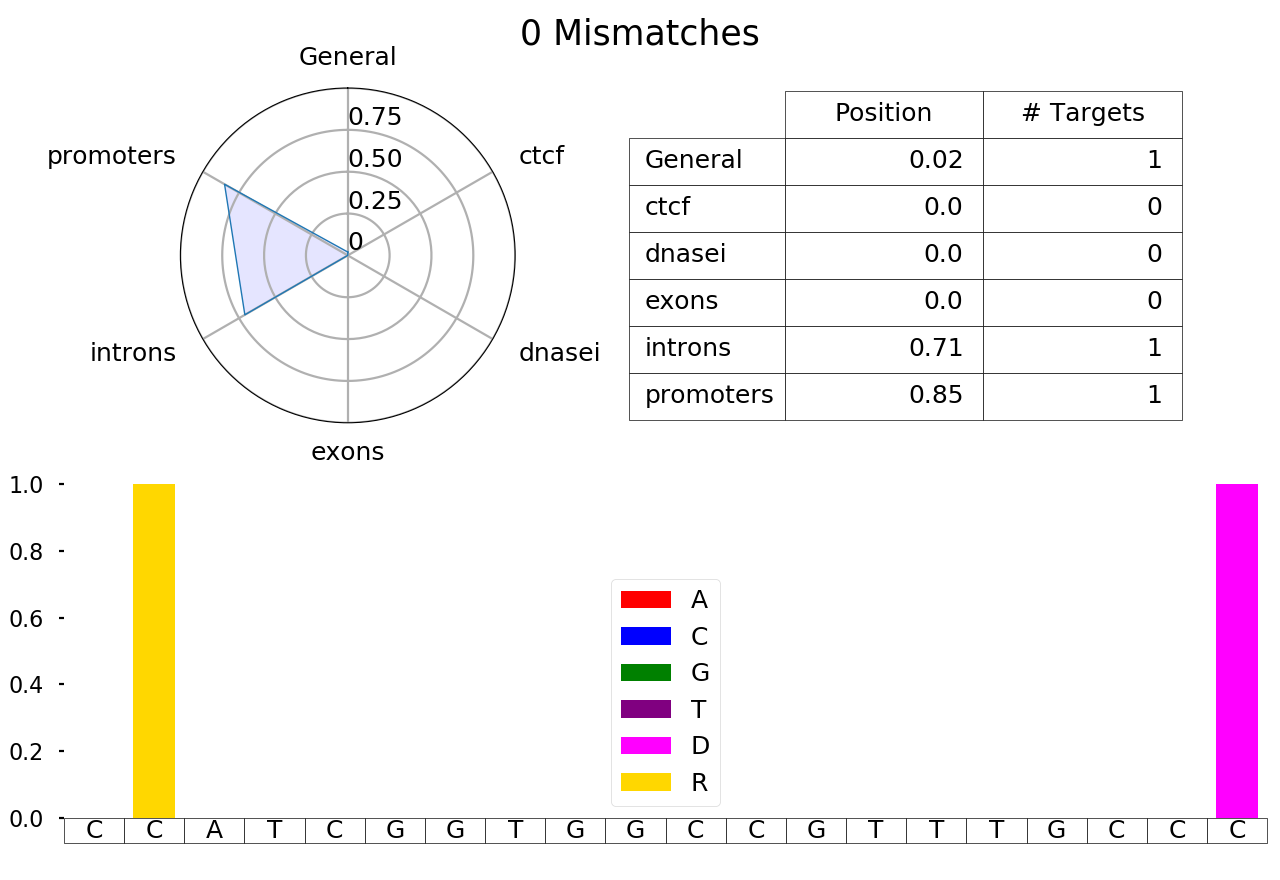 0 Mismatches
General
promoters
ctcf
0.75
0.50
0.25
0
introns
dnasei
exons
Position # Targets
General 0.02 1
ctcf 0.0 0
dnasei 0.0 0
exons 0.0 0
introns 0.71 1
promoters 0.85 1
1.0
0.8
0.6
0.4
0.2
0.0
A
C
G
T
D
R
C C A T C G G T G G C C G T T T G C C C